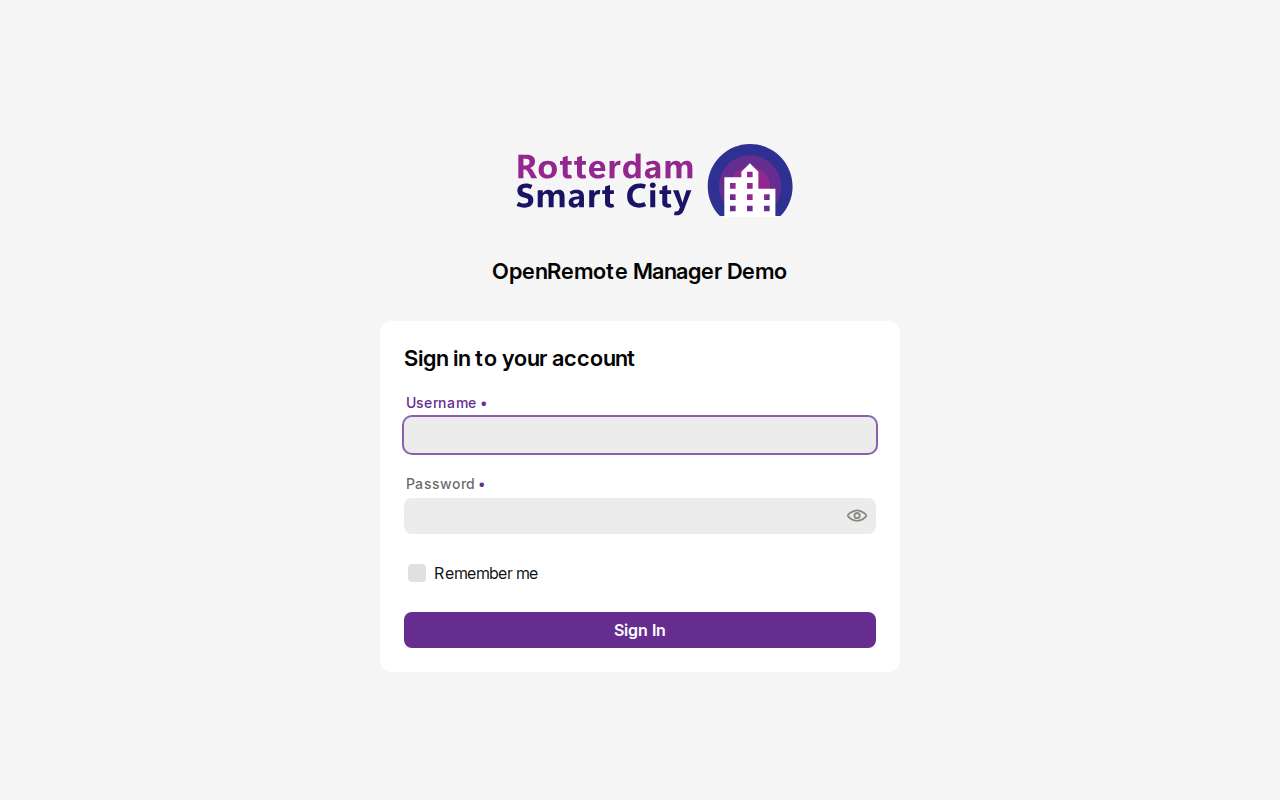 Rotterdam
Smart City
OpenRemote Manager Demo
Sign in to your account
Username •
Password •
Remember me
Sign In